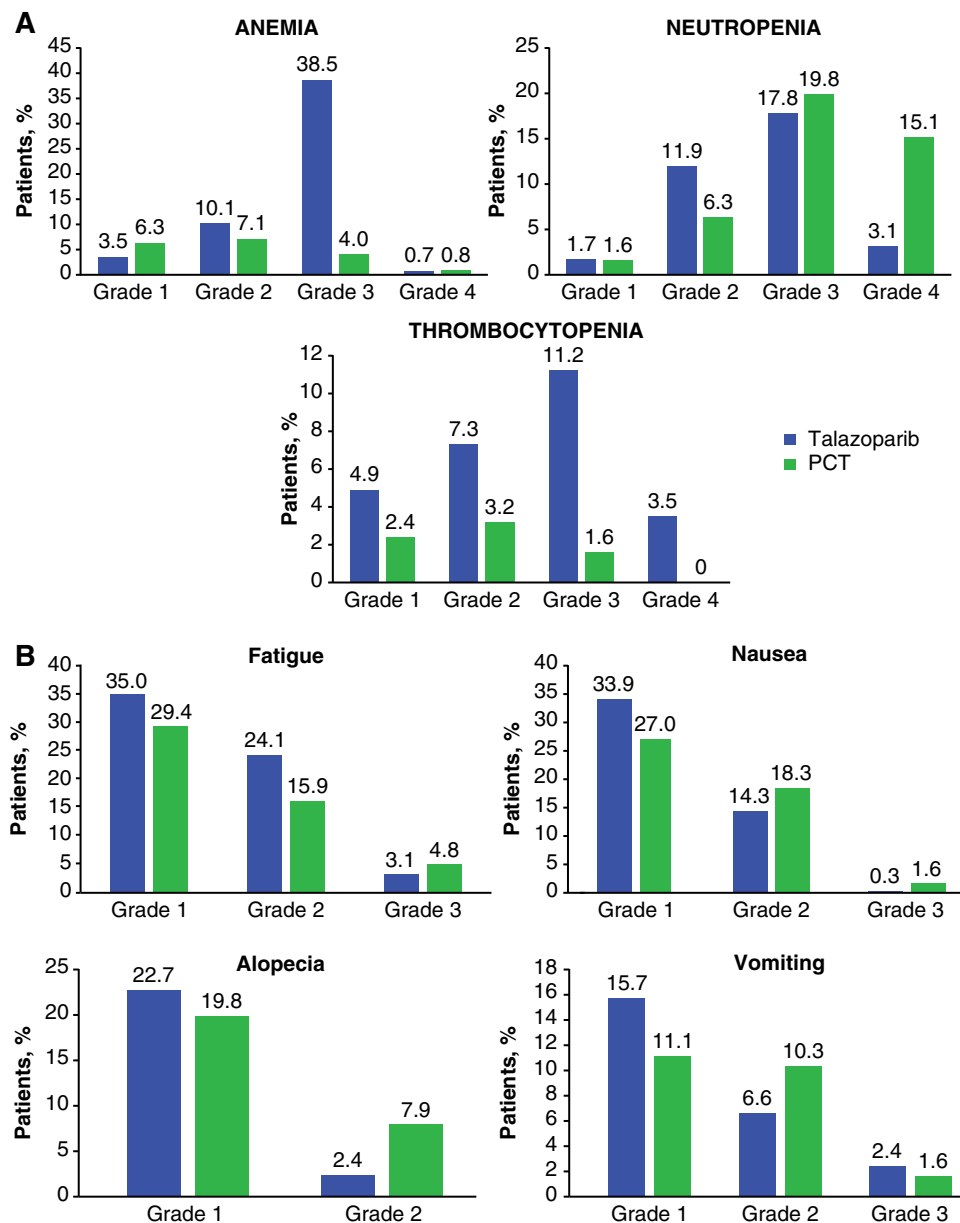 A
ANEMIA
Patients, %
45
40
35
30
25
20
15
10
5
0
3.5
6.3
10.1
7.1
38.5
4.0
0.7
0.8
Grade 1
Grade 2
Grade 3
Grade 4
NEUTROPENIA
Patients, %
25
20
15
10
5
0
1.7
1.6
11.9
6.3
17.8
19.8
3.1
15.1
Grade 1
Grade 2
Grade 3
Grade 4
THROMBOCYTOPENIA
Patients, %
12
10
8
6
4
2
0
4.9
2.4
7.3
3.2
11.2
1.6
3.5
0
Grade 1
Grade 2
Grade 3
Grade 4
Talazoparib
PCT
B
Fatigue
Patients, %
40
35
30
25
20
15
10
5
0
35.0
29.4
24.1
15.9
3.1
4.8
Grade 1
Grade 2
Grade 3
Nausea
Patients, %
40
35
30
25
20
15
10
5
0
33.9
27.0
14.3
18.3
0.3
1.6
Grade 1
Grade 2
Grade 3
Alopecia
Patients, %
25
20
15
10
5
0
22.7
19.8
2.4
7.9
Grade 1
Grade 2
Vomiting
Patients, %
18
16
14
12
10
8
6
4
2
0
15.7
11.1
6.6
10.3
2.4
1.6
Grade 1
Grade 2
Grade 3